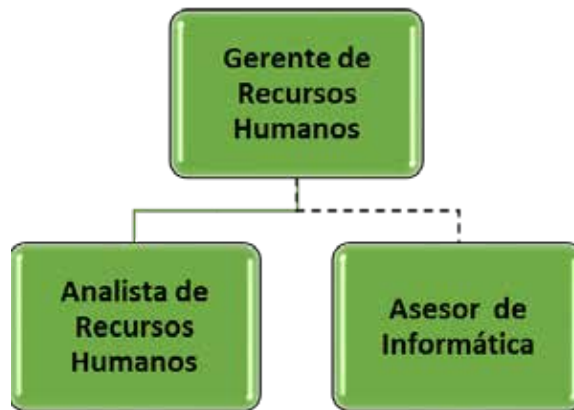 Gerente de
Recursos
Humanos
Analista de
Recursos
Humanos
Asesor de
Informática